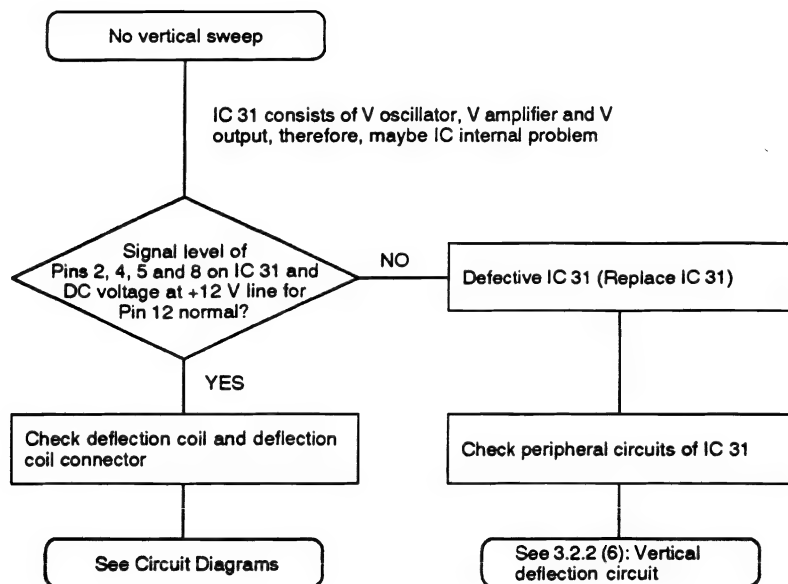 No vertical sweep
IC 31 consists of V oscillator, V amplifier and V
output, therefore, maybe IC internal problem
Signal level of
Pins 2, 4, 5 and 8 on IC 31 and
DC voltage at +12 V line for
Pin 12 normal?
NO
Defective IC 31 (Replace IC 31)
YES
Check deflection coil and deflection
coil connector
Check peripheral circuits of IC 31
See Circuit Diagrams
See 3.2.2 (6): Vertical
deflection circuit